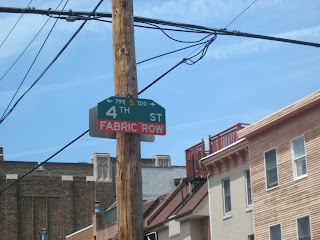 ← 799 S 700 →
4TH ST
FABRIC ROW